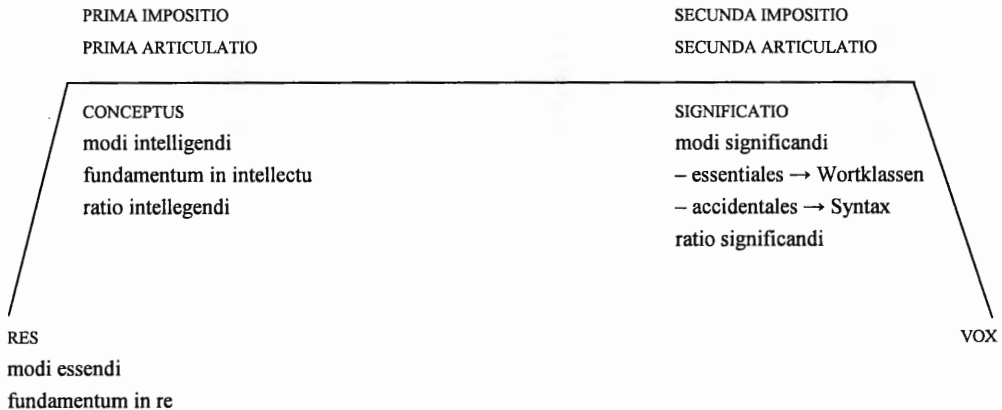 PRIMA IMPOSITIO
PRIMA ARTICULATIO
SECUNDA IMPOSITIO
SECUNDA ARTICULATIO
CONCEPTUS
modi intelligendi
fundamentum in intellectu
ratio intellegendi
SIGNIFICATIO
modi significandi
– essentiales → Wortklassen
– accidentales → Syntax
ratio significandi
RES
modi essendi
fundamentum in re
VOX